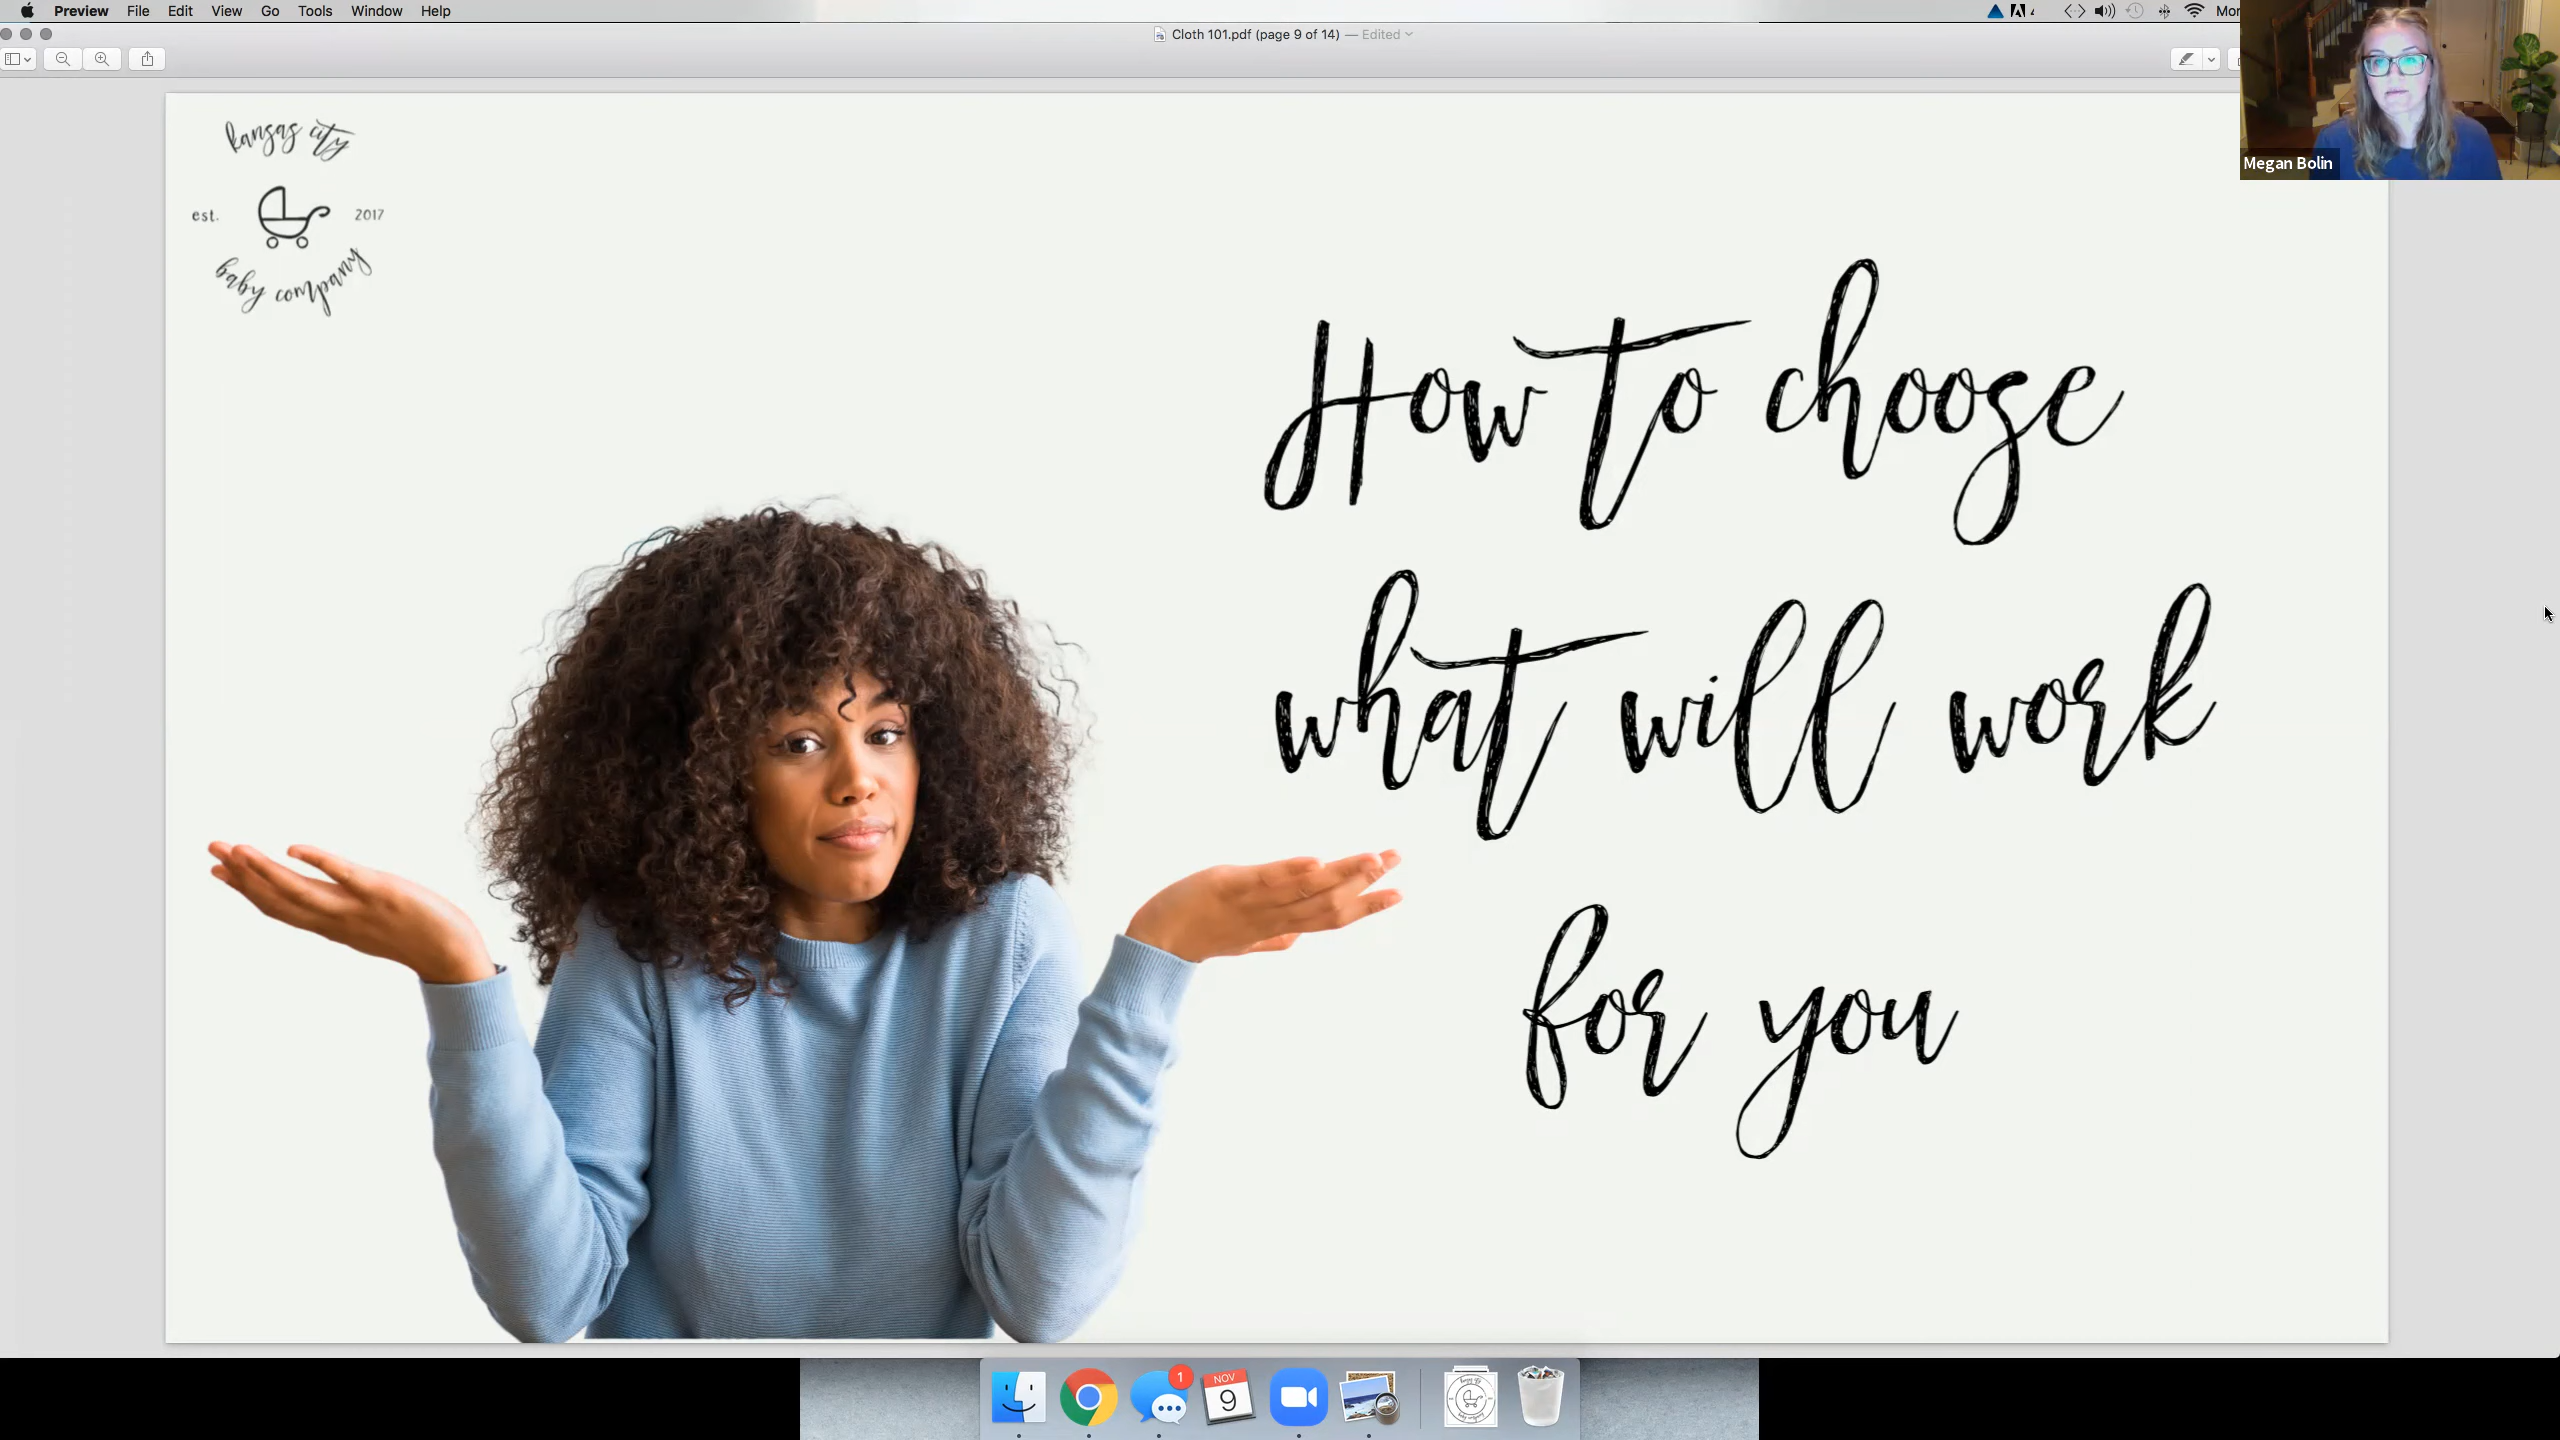 Preview File Edit View Go Tools Window Help
Mon
Cloth 101.pdf (page 9 of 14) — Edited
Megan Bolin
kansas city
est. 2017
baby company
How to choose
what will work
for you
1
NOV
9